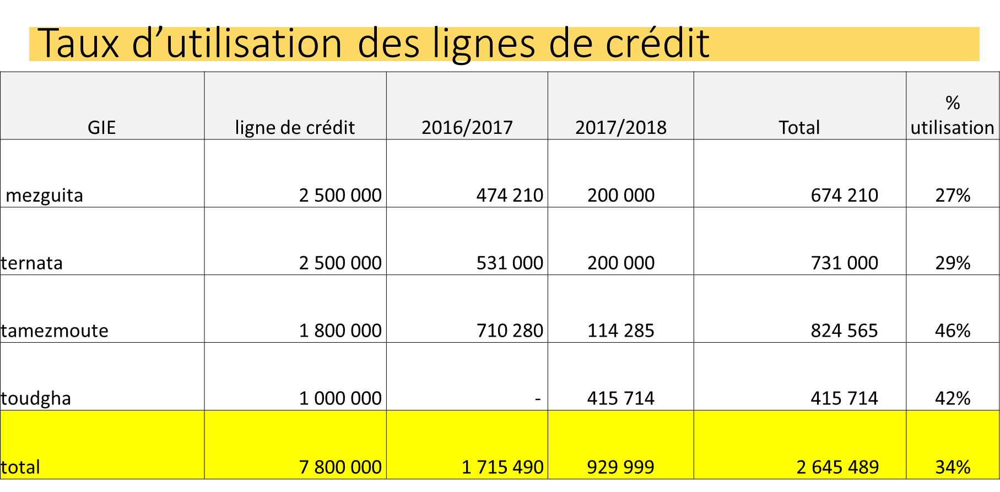 Taux d’utilisation des lignes de crédit
GIE ligne de crédit 2016/2017 2017/2018 Total % utilisation
mezguita 2 500 000 474 210 200 000 674 210 27%
ternata 2 500 000 531 000 200 000 731 000 29%
tamezmoute 1 800 000 710 280 114 285 824 565 46%
toudgha 1 000 000 - 415 714 415 714 42%
total 7 800 000 1 715 490 929 999 2 645 489 34%